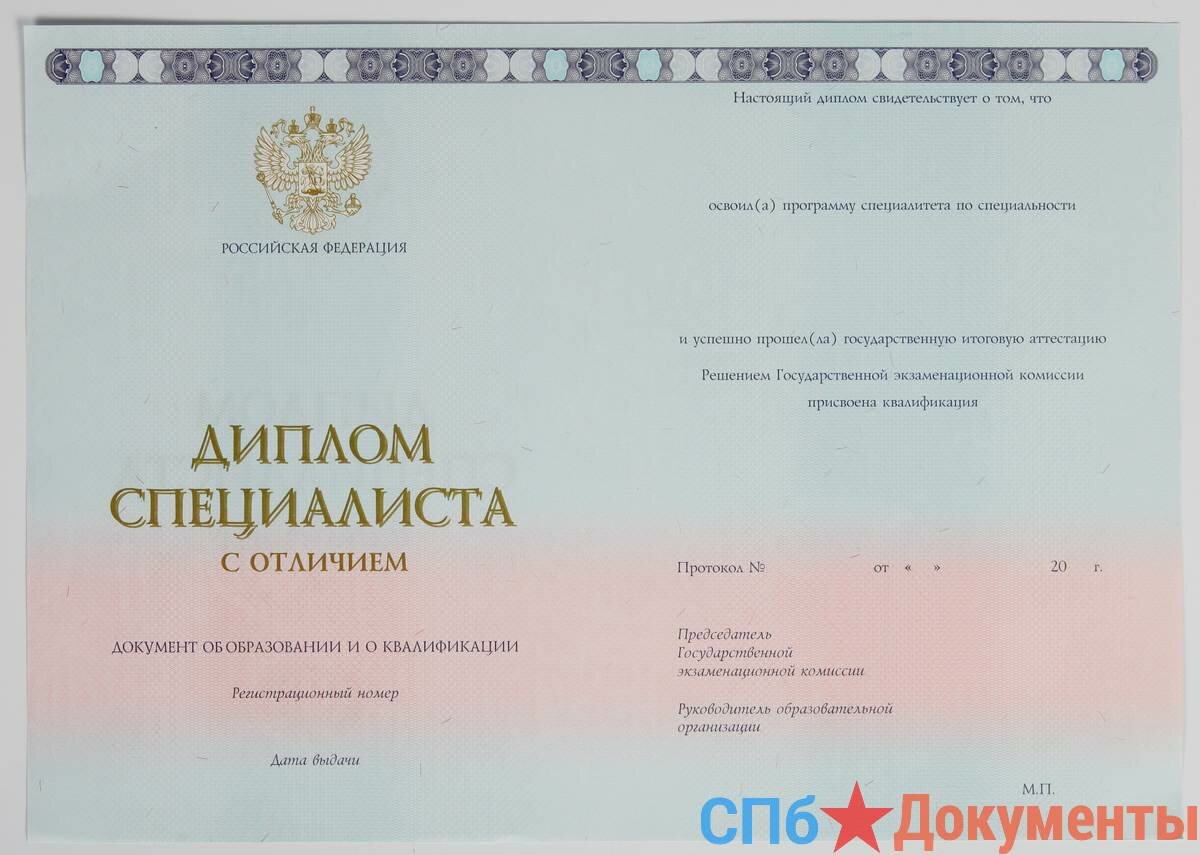 РОССИЙСКАЯ ФЕДЕРАЦИЯ
ДИПЛОМ
СПЕЦИАЛИСТА
С ОТЛИЧИЕМ
ДОКУМЕНТ ОБ ОБРАЗОВАНИИ И О КВАЛИФИКАЦИИ
Регистрационный номер
Дата выдачи
Настоящий диплом свидетельствует о том, что
освоил(а) программу специалитета по специальности
и успешно прошел(ла) государственную итоговую аттестацию
Решением Государственной экзаменационной комиссии
присвоена квалификация
Протокол № от « » 20 г.
Председатель
Государственной
экзаменационной комиссии
Руководитель образовательной
организации
М.П.
СПб Документы